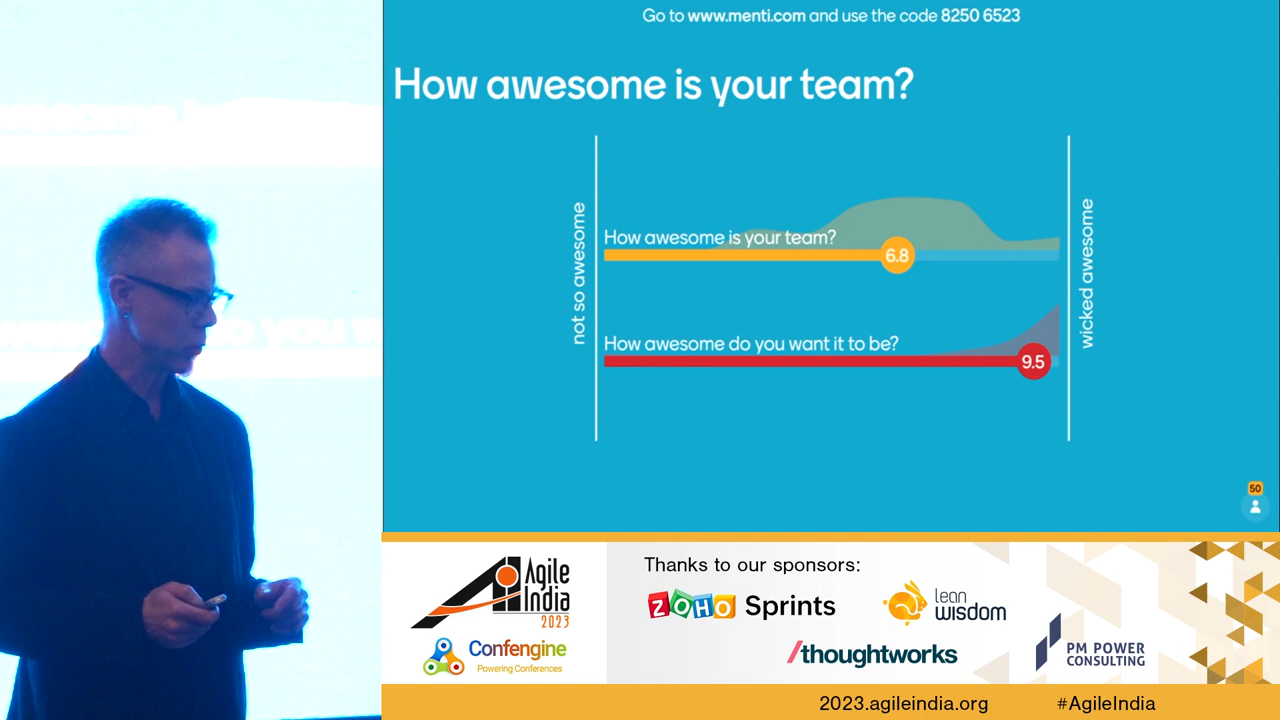 Go to www.menti.com and use the code 8250 6523
How awesome is your team?
not so awesome
How awesome is your team?
6.8
How awesome do you want it to be?
9.5
wicked awesome
50
Agile
India
2023
Confengine
Powering Conferences
Thanks to our sponsors:
ZOHO Sprints
lean
wisdom
/thoughtworks
PM POWER
CONSULTING
2023.agileindia.org
#AgileIndia